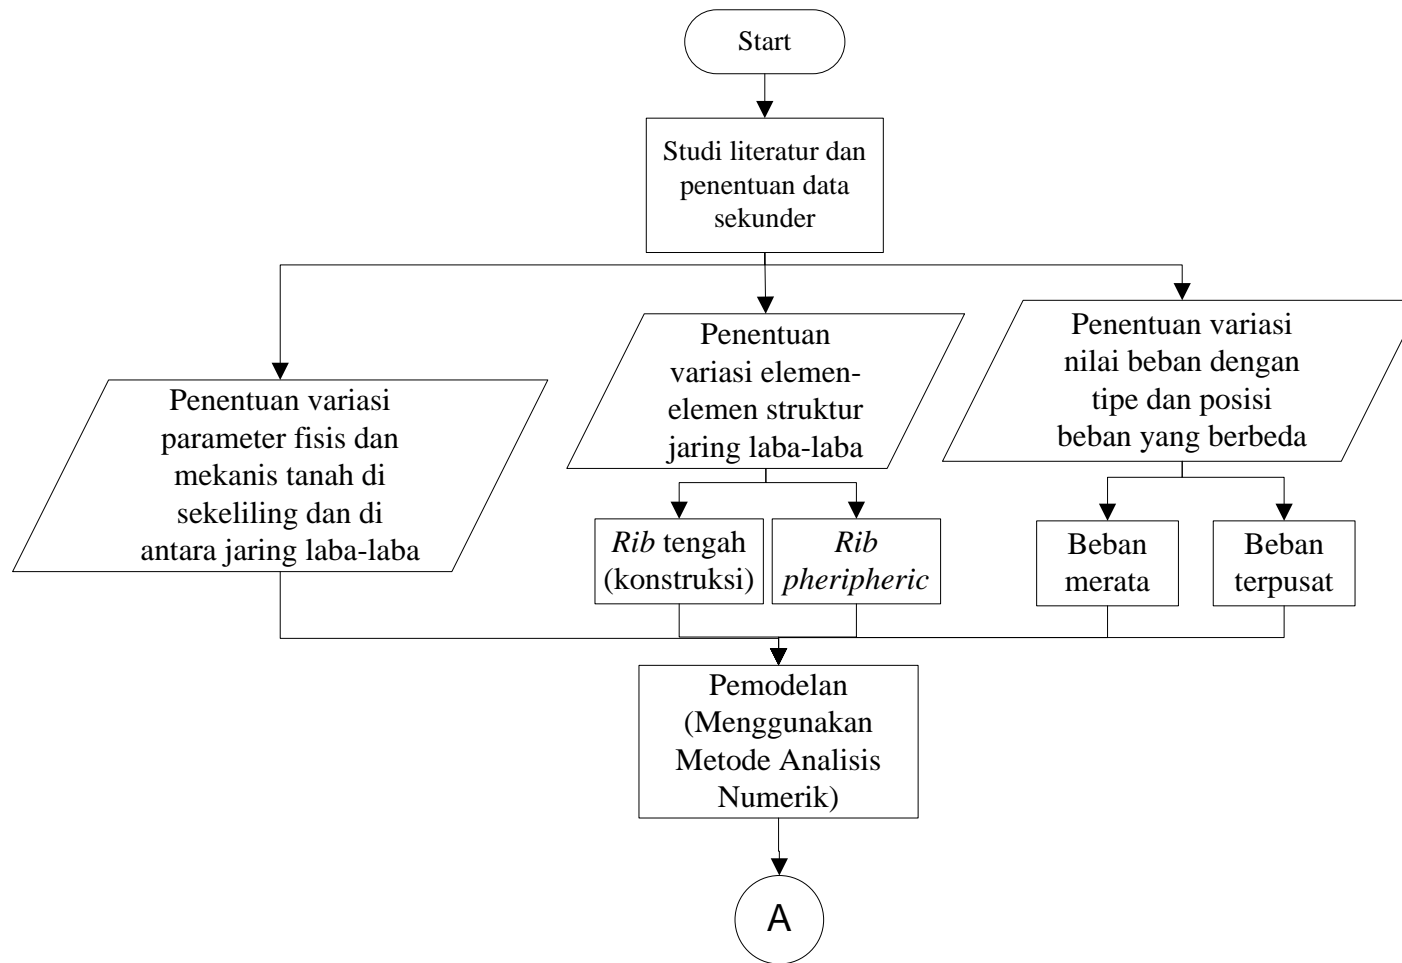 Start
Studi literatur dan
penentuan data
sekunder
Penentuan variasi
parameter fisis dan
mekanis tanah di
sekeliling dan di
antara jaring laba-laba
Penentuan
variasi elemen-
elemen struktur
jaring laba-laba
Penentuan variasi
nilai beban dengan
tipe dan posisi
beban yang berbeda
Rib tengah
(konstruksi)
Rib
pheripheric
Beban
merata
Beban
terpusat
Pemodelan
(Menggunakan
Metode Analisis
Numerik)
A